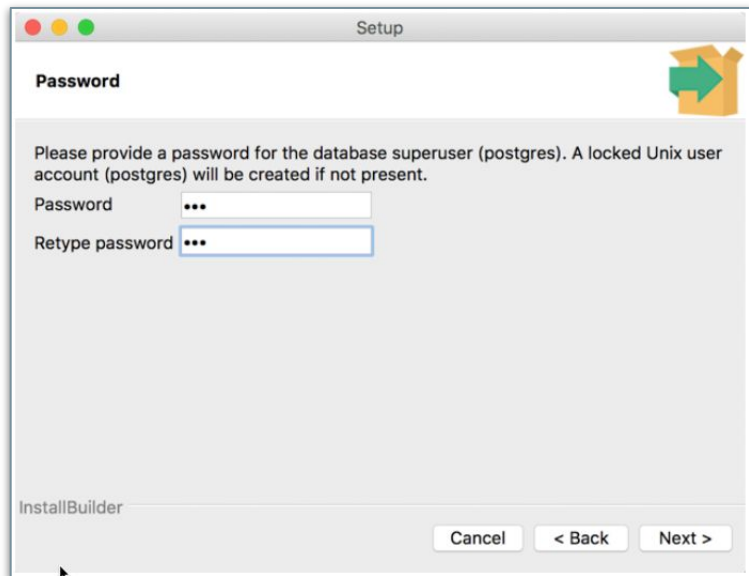 Setup
Password
Please provide a password for the database superuser (postgres). A locked Unix user
account (postgres) will be created if not present.
Password •••
Retype password •••
InstallBuilder
Cancel < Back Next >